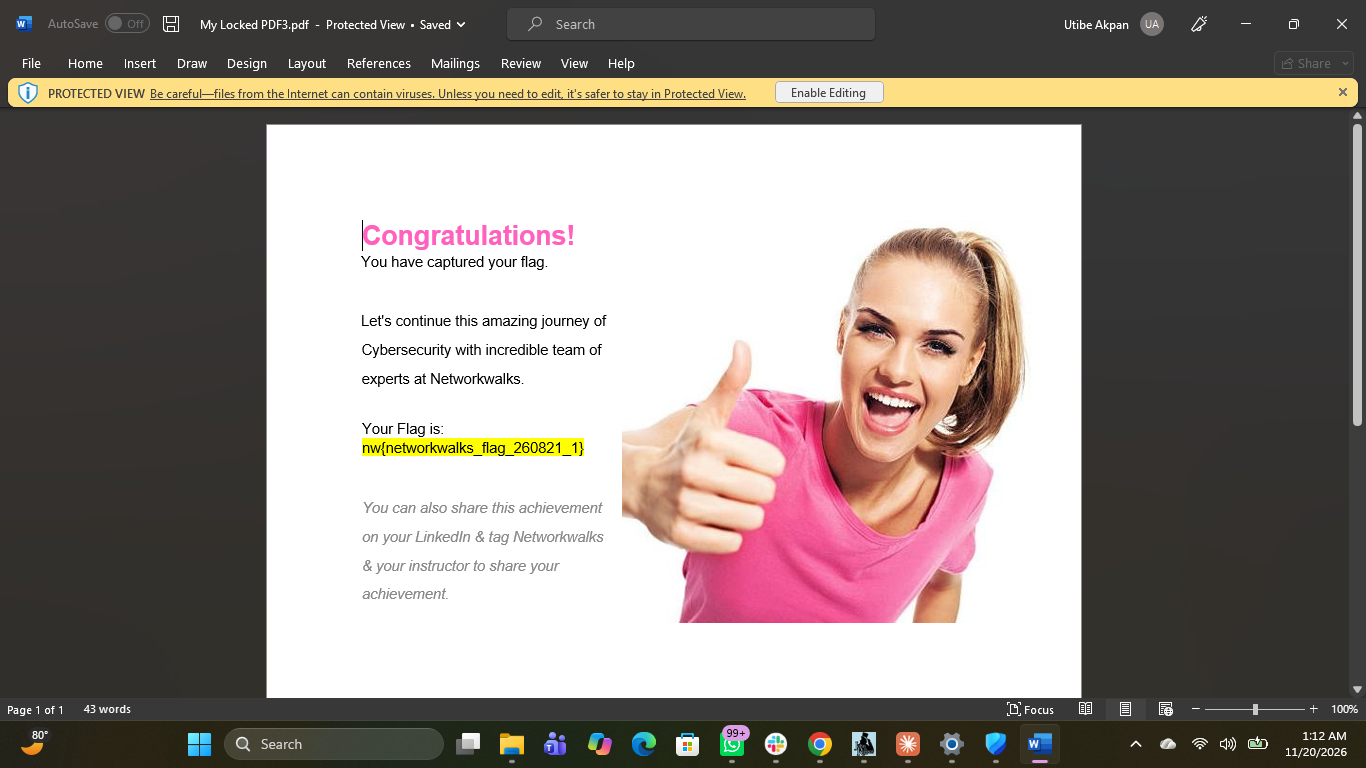 AutoSave Off My Locked PDF3.pdf - Protected View • Saved Search Utibe Akpan UA
File Home Insert Draw Design Layout References Mailings Review View Help Share
PROTECTED VIEW Be careful—files from the Internet can contain viruses. Unless you need to edit, it's safer to stay in Protected View. Enable Editing
Congratulations!
You have captured your flag.
Let's continue this amazing journey of
Cybersecurity with incredible team of
experts at Networkwalks.
Your Flag is:
nw{networkwalks_flag_260821_1}
You can also share this achievement
on your LinkedIn & tag Networkwalks
& your instructor to share your
achievement.
Page 1 of 1 43 words Focus 100%
80° Search 99+ 1:12 AM
11/20/2026